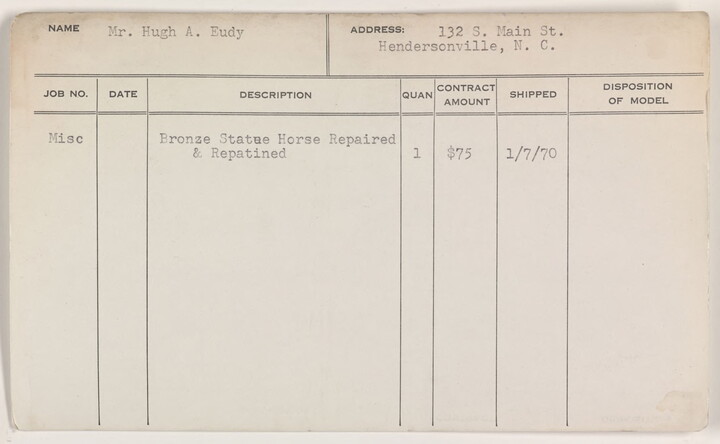 NAME Mr. Hugh A. Eudy ADDRESS: 132 S. Main St.
Hendersonville, N. C.
JOB NO. DATE DESCRIPTION QUAN CONTRACT AMOUNT SHIPPED DISPOSITION OF MODEL
Misc Bronze Statue Horse Repaired
& Repatined 1 $75 1/7/70